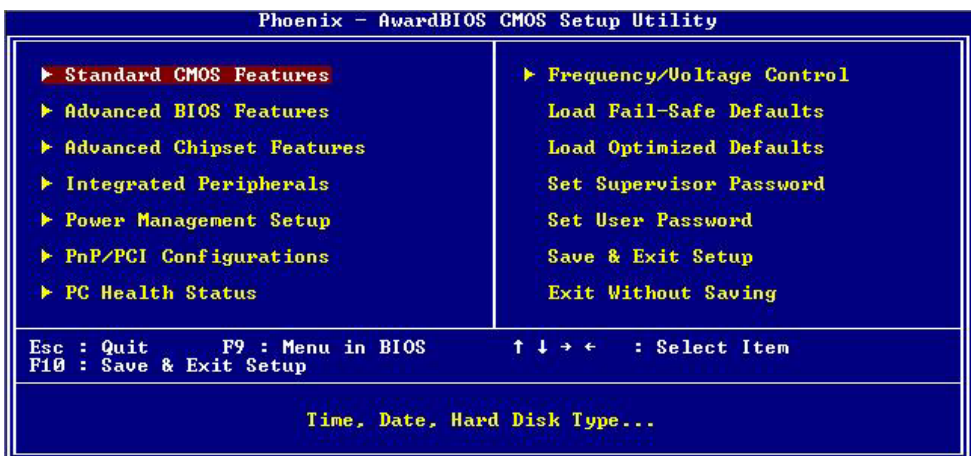 Phoenix - AwardBIOS CMOS Setup Utility
▶ Standard CMOS Features
▶ Advanced BIOS Features
▶ Advanced Chipset Features
▶ Integrated Peripherals
▶ Power Management Setup
▶ PnP/PCI Configurations
▶ PC Health Status
▶ Frequency/Voltage Control
Load Fail-Safe Defaults
Load Optimized Defaults
Set Supervisor Password
Set User Password
Save & Exit Setup
Exit Without Saving
Esc : Quit F9 : Menu in BIOS ↑ ↓ → ← : Select Item
F10 : Save & Exit Setup
Time, Date, Hard Disk Type...